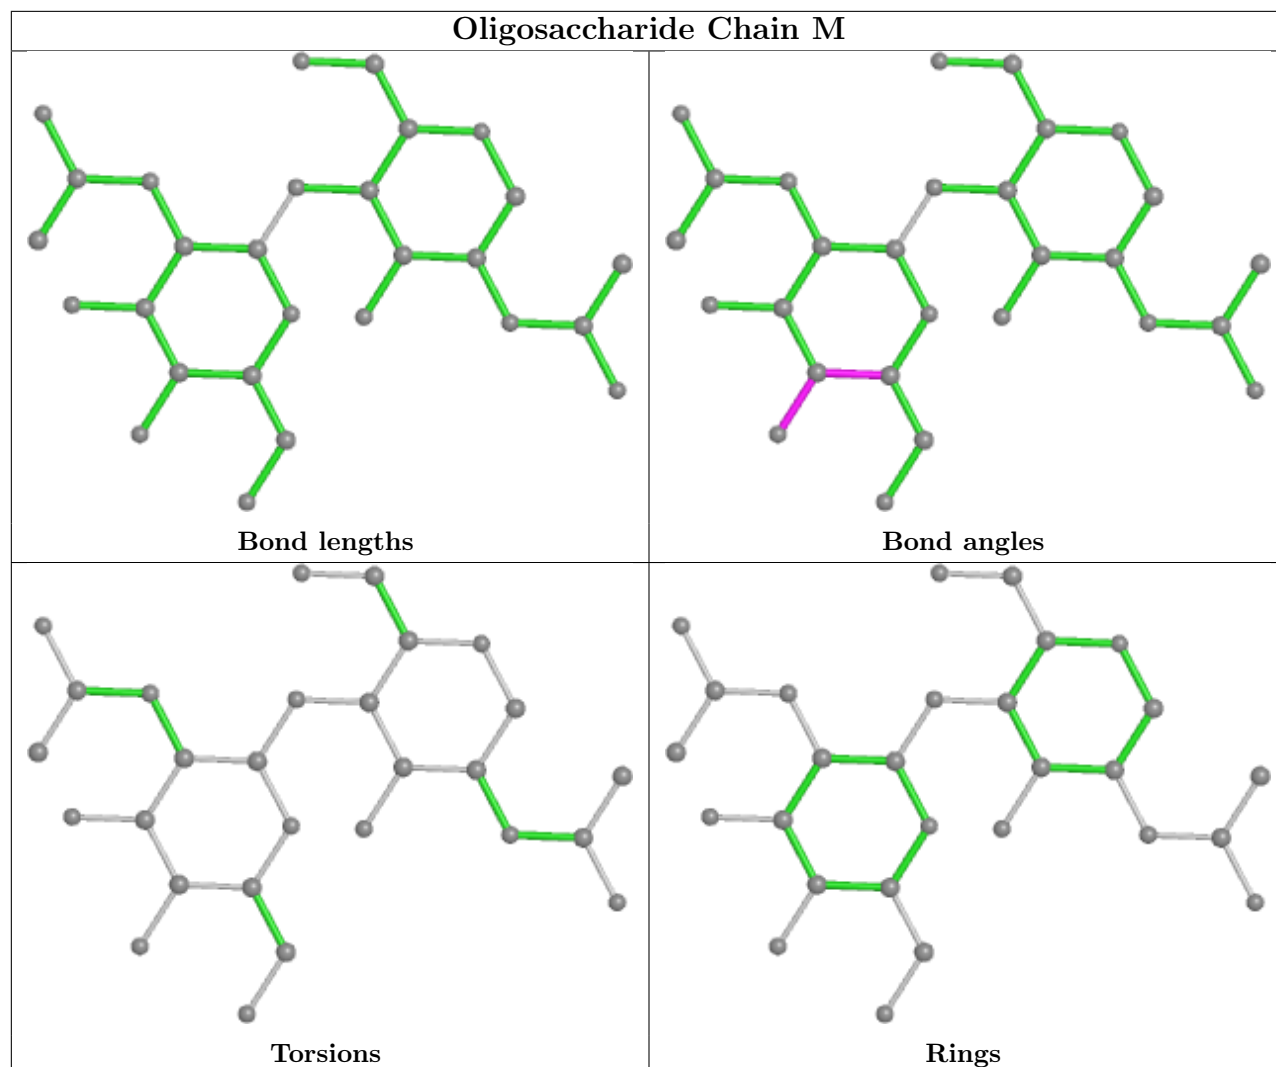 Oligosaccharide Chain M
Bond lengths
Bond angles
Torsions
Rings